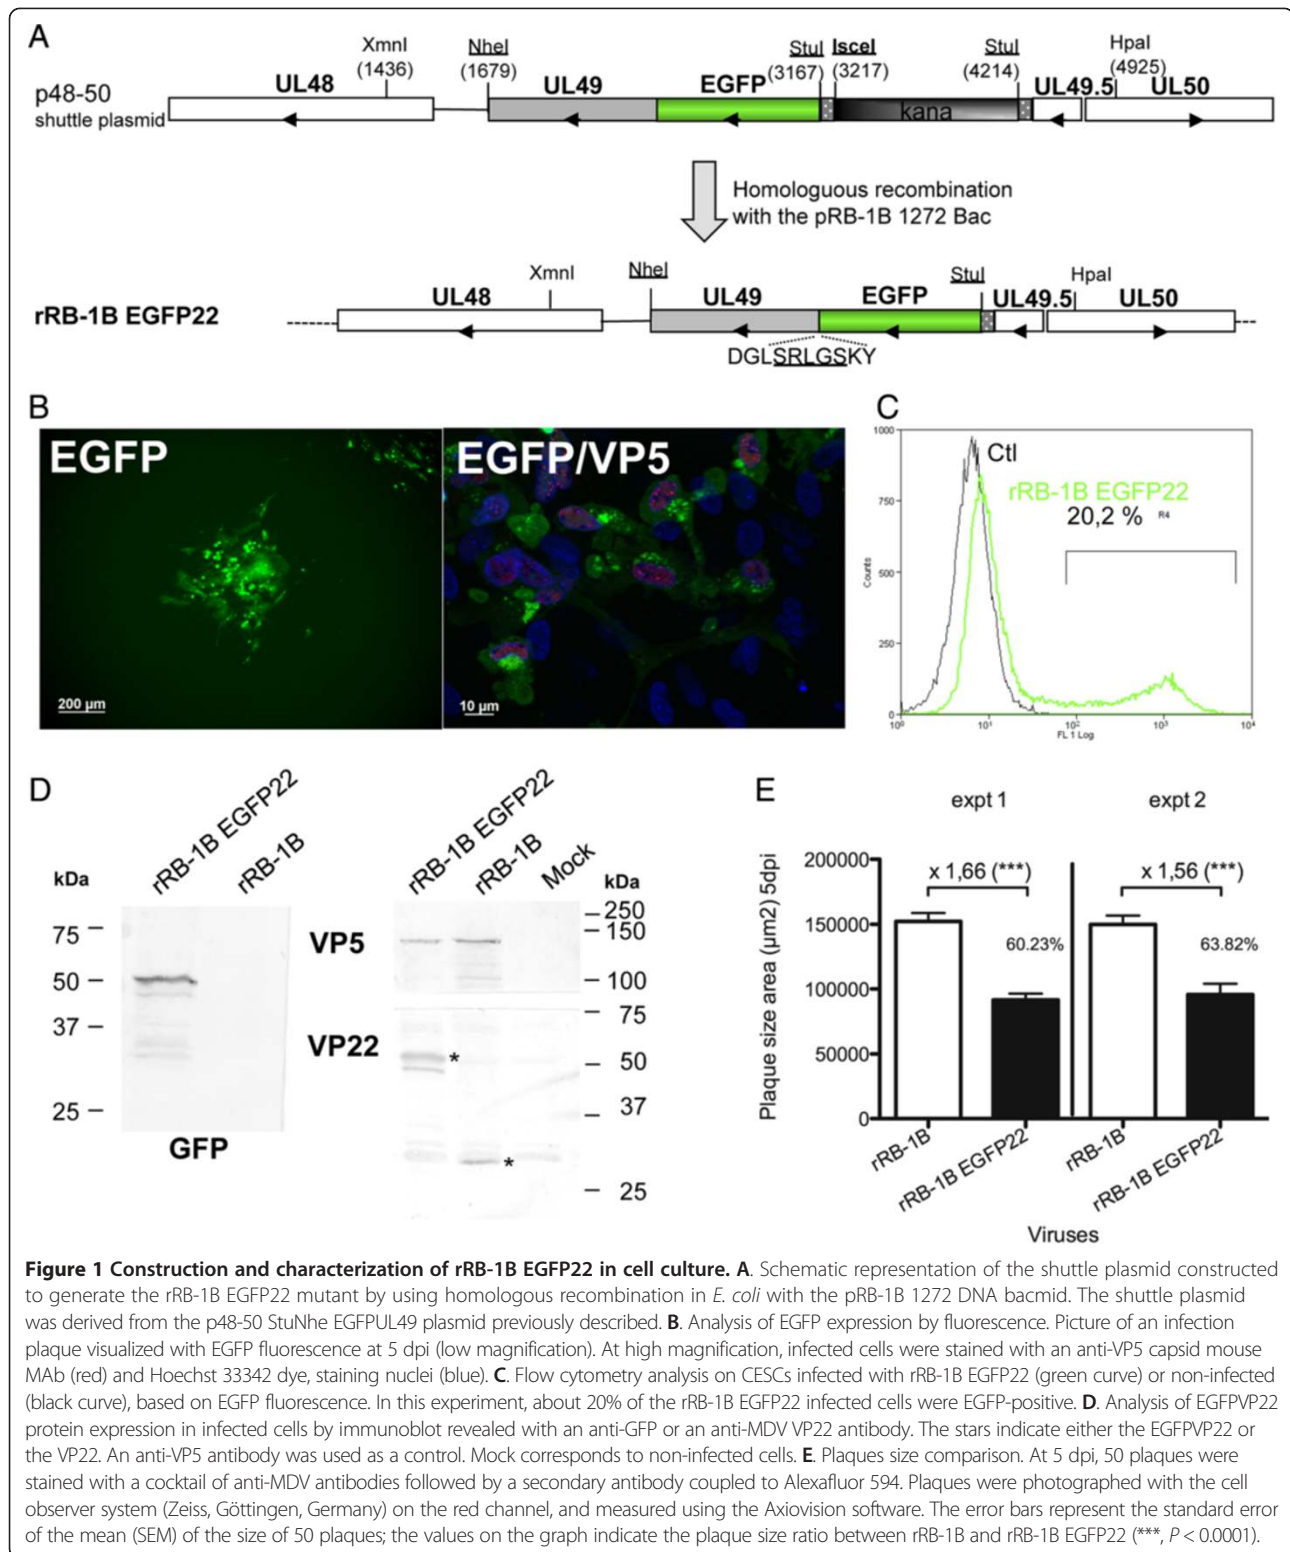 A
XmnI
(1436)
NheI
(1679)
StuI
(3167)
IsceI
(3217)
StuI
(4214)
HpaI
(4925)
p48-50
shuttle plasmid
UL48
UL49
EGFP
kana
UL49.5
UL50
Homologuous recombination
with the pRB-1B 1272 Bac
rRB-1B EGFP22
XmnI
NheI
StuI
HpaI
UL48
UL49
EGFP
UL49.5
UL50
DGLSRLGSKY
B
EGFP
200 µm
EGFP/VP5
10 µm
C
1000
750
500
250
0
Counts
Ctl
rRB-1B EGFP22
20,2 %
R4
10⁰ 10¹ 10² 10³ 10⁴
FL 1 Log
D
rRB-1B EGFP22
rRB-1B
kDa
75
50
37
25
GFP
rRB-1B EGFP22
rRB-1B
Mock
kDa
VP5
VP22
*
*
250
150
100
75
50
37
25
E
expt 1
expt 2
Plaque size area (µm2) 5dpi
200000
150000
100000
50000
0
x 1,66 (***)
60.23%
x 1,56 (***)
63.82%
rRB-1B
rRB-1B EGFP22
rRB-1B
rRB-1B EGFP22
Viruses
Figure 1 Construction and characterization of rRB-1B EGFP22 in cell culture. A. Schematic representation of the shuttle plasmid constructed
to generate the rRB-1B EGFP22 mutant by using homologous recombination in E. coli with the pRB-1B 1272 DNA bacmid. The shuttle plasmid
was derived from the p48-50 StuNhe EGFPUL49 plasmid previously described. B. Analysis of EGFP expression by fluorescence. Picture of an infection
plaque visualized with EGFP fluorescence at 5 dpi (low magnification). At high magnification, infected cells were stained with an anti-VP5 capsid mouse
MAb (red) and Hoechst 33342 dye, staining nuclei (blue). C. Flow cytometry analysis on CESCs infected with rRB-1B EGFP22 (green curve) or non-infected
(black curve), based on EGFP fluorescence. In this experiment, about 20% of the rRB-1B EGFP22 infected cells were EGFP-positive. D. Analysis of EGFPVP22
protein expression in infected cells by immunoblot revealed with an anti-GFP or an anti-MDV VP22 antibody. The stars indicate either the EGFPVP22 or
the VP22. An anti-VP5 antibody was used as a control. Mock corresponds to non-infected cells. E. Plaques size comparison. At 5 dpi, 50 plaques were
stained with a cocktail of anti-MDV antibodies followed by a secondary antibody coupled to Alexafluor 594. Plaques were photographed with the cell
observer system (Zeiss, Göttingen, Germany) on the red channel, and measured using the Axiovision software. The error bars represent the standard error
of the mean (SEM) of the size of 50 plaques; the values on the graph indicate the plaque size ratio between rRB-1B and rRB-1B EGFP22 (***, P < 0.0001).